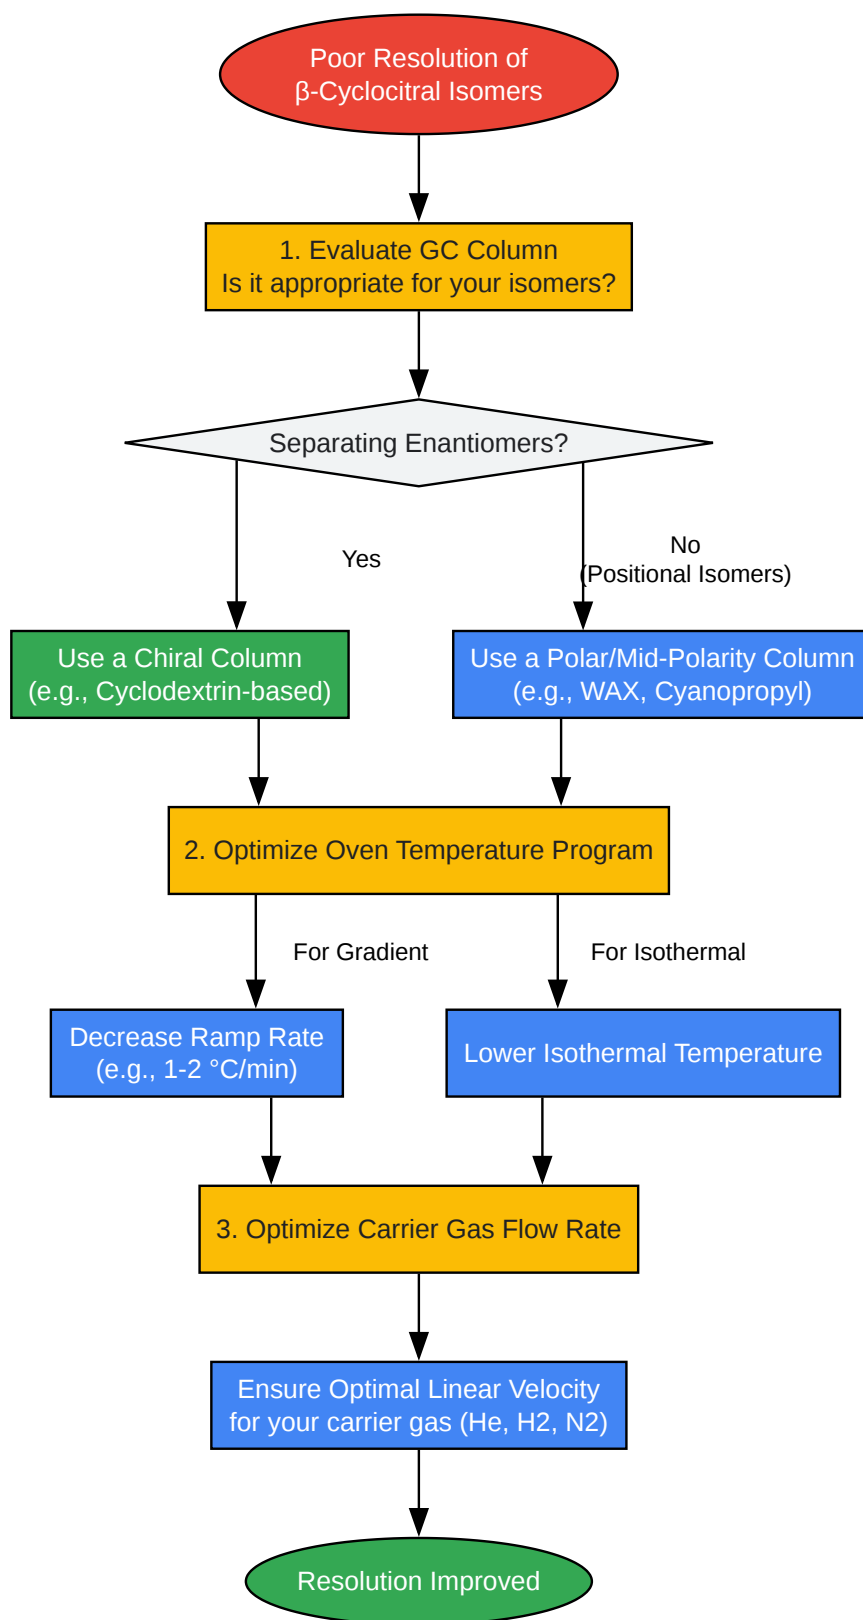 Poor Resolution of
β-Cyclocitral Isomers
1. Evaluate GC Column
Is it appropriate for your isomers?
Separating Enantiomers?
Yes
No
(Positional Isomers)
Use a Chiral Column
(e.g., Cyclodextrin-based)
Use a Polar/Mid-Polarity Column
(e.g., WAX, Cyanopropyl)
2. Optimize Oven Temperature Program
For Gradient
For Isothermal
Decrease Ramp Rate
(e.g., 1-2 °C/min)
Lower Isothermal Temperature
3. Optimize Carrier Gas Flow Rate
Ensure Optimal Linear Velocity
for your carrier gas (He, H2, N2)
Resolution Improved